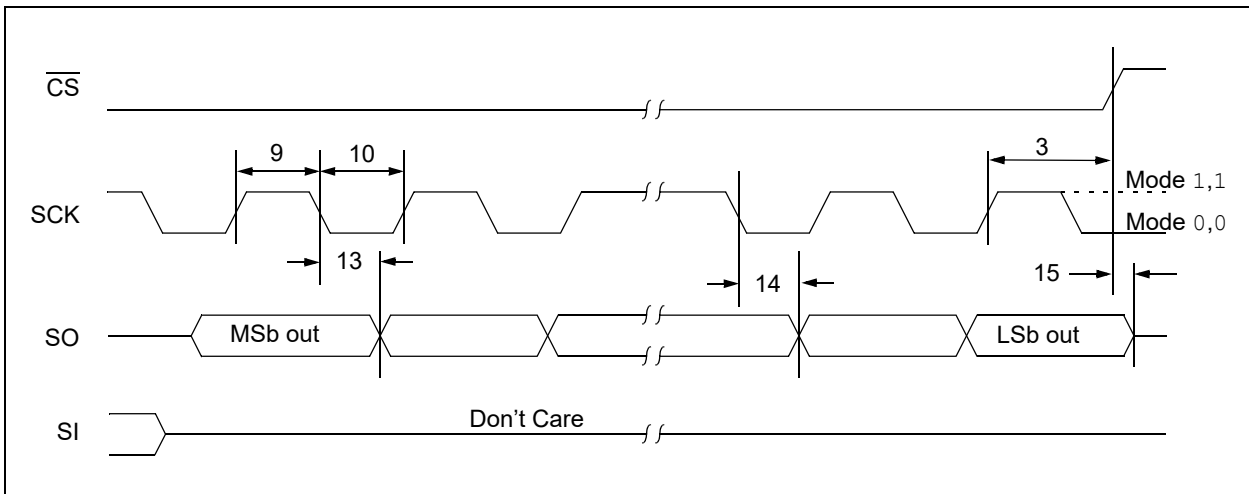 CS
9
10
3
Mode 1,1
SCK
Mode 0,0
13
14
15
SO
MSb out
LSb out
SI
Don't Care